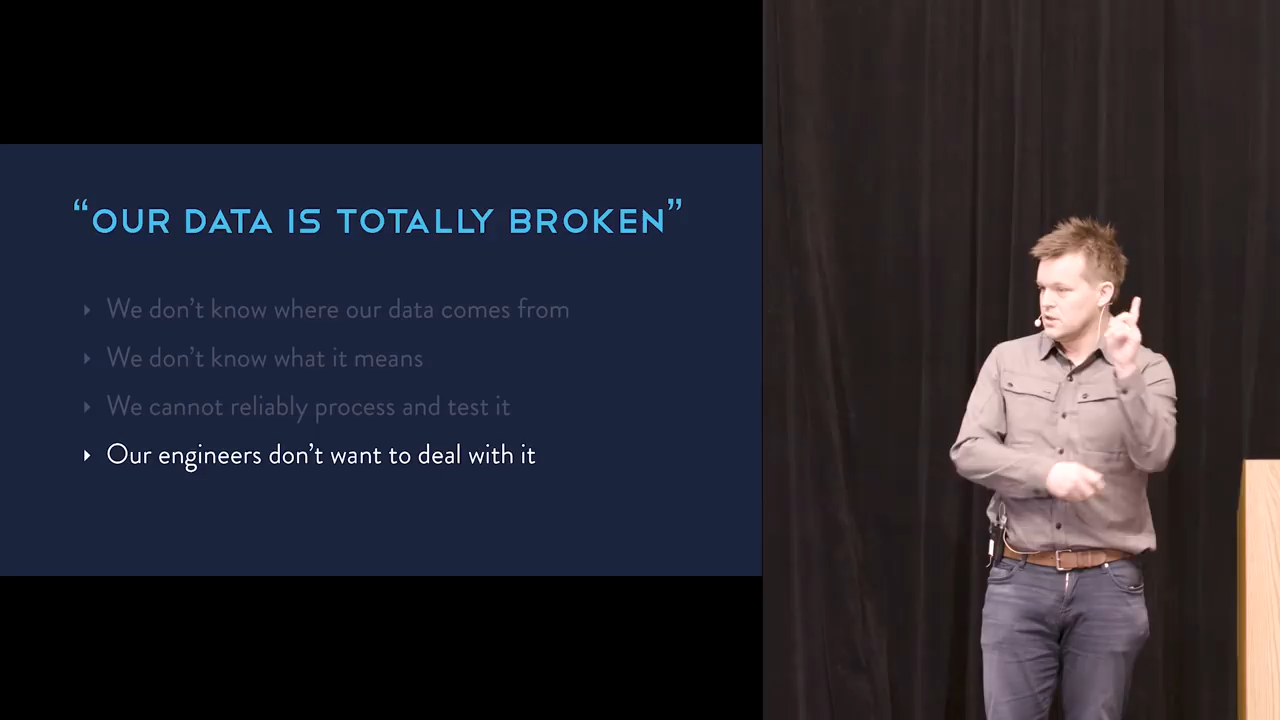 “OUR DATA IS TOTALLY BROKEN”
We don’t know where our data comes from
We don’t know what it means
We cannot reliably process and test it
Our engineers don’t want to deal with it